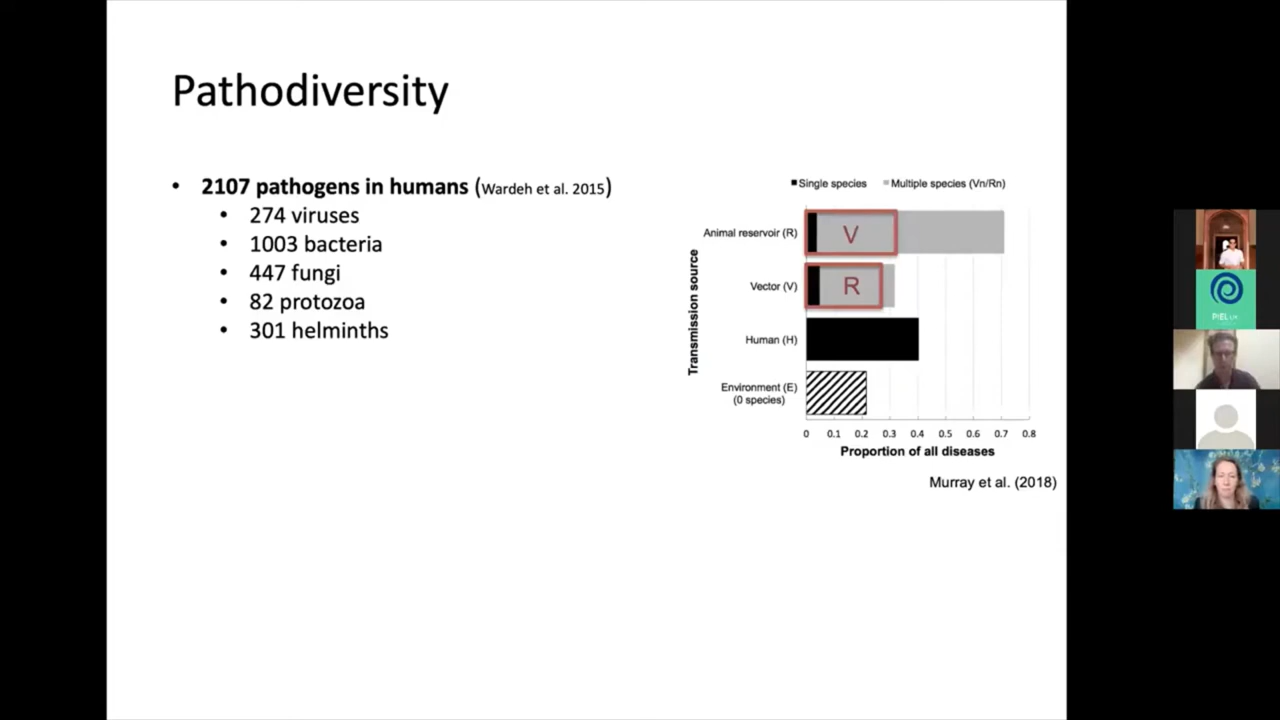 Pathodiversity
• 2107 pathogens in humans (Wardeh et al. 2015)
• 274 viruses
• 1003 bacteria
• 447 fungi
• 82 protozoa
• 301 helminths
Single species Multiple species (Vn/Rn)
Transmission source
Animal reservoir (R)
V
Vector (V)
R
Human (H)
Environment (E)
(0 species)
0 0.1 0.2 0.3 0.4 0.5 0.6 0.7 0.8
Proportion of all diseases
Murray et al. (2018)